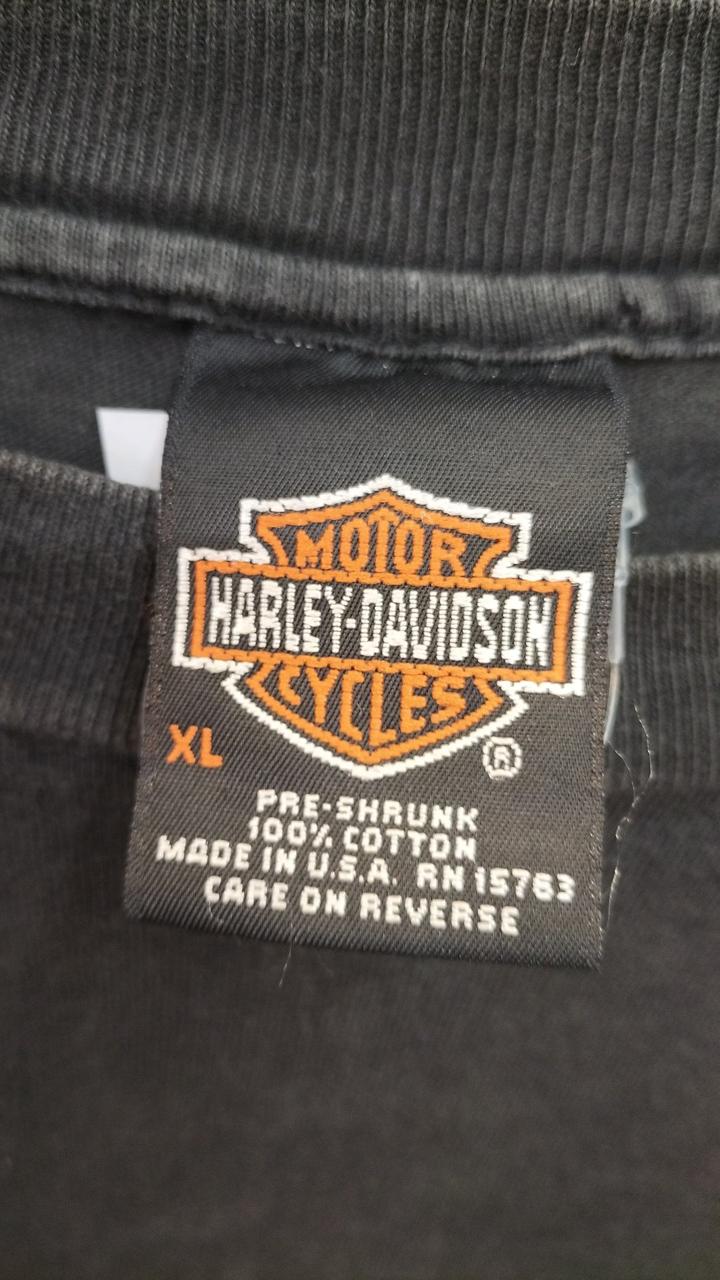 MOTOR
HARLEY-DAVIDSON
CYCLES
XL
®
PRE-SHRUNK
100% COTTON
MADE IN U.S.A. RN 15763
CARE ON REVERSE